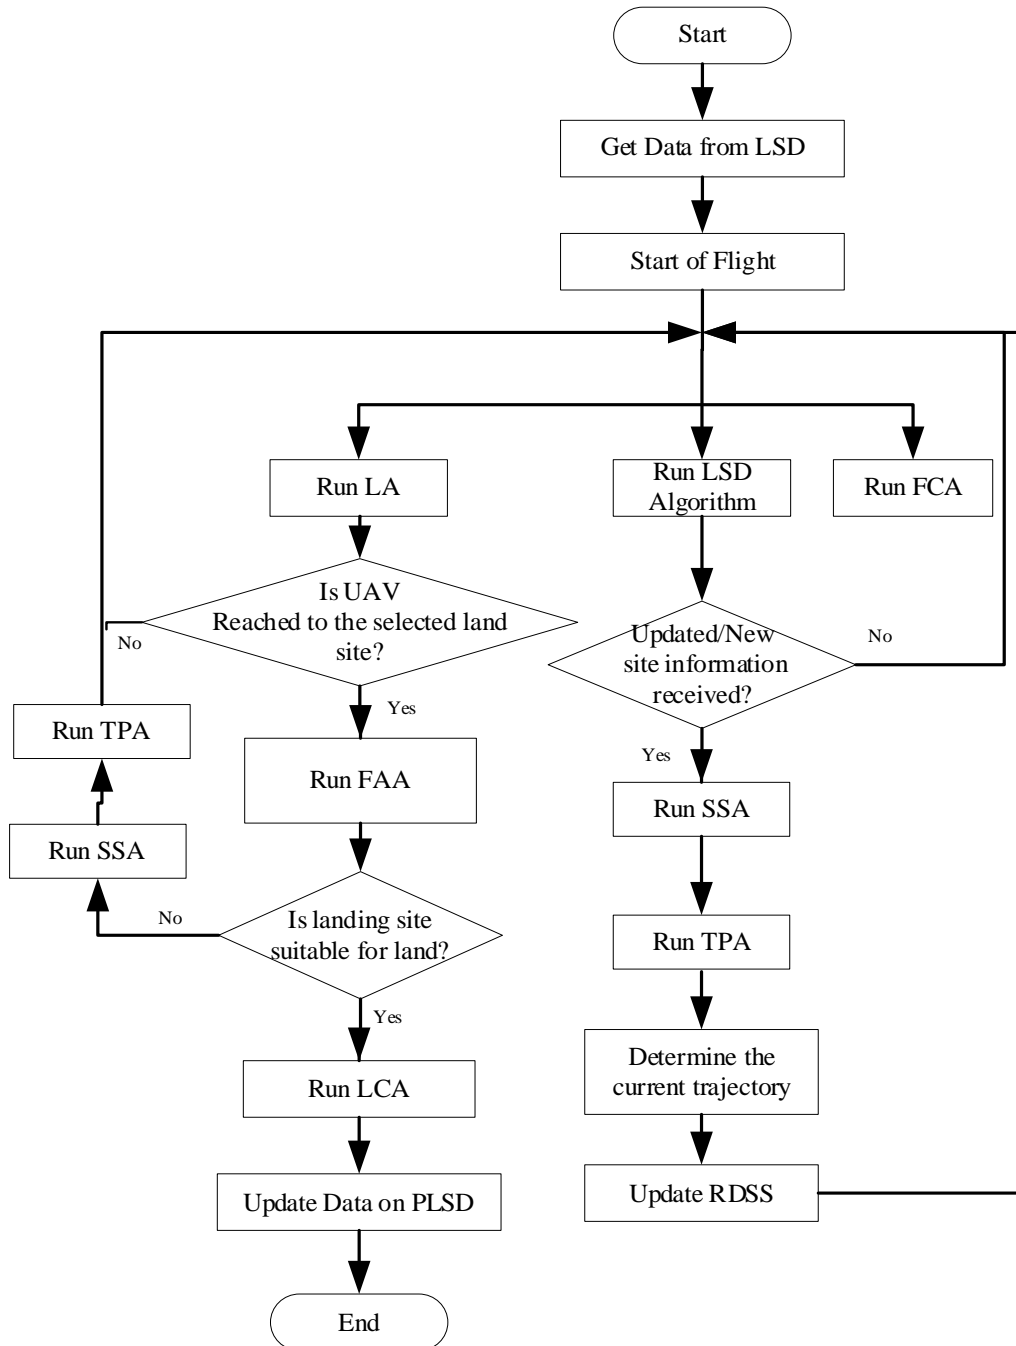 Start
Get Data from LSD
Start of Flight
Run LA
Run LSD
Algorithm
Run FCA
Is UAV
Reached to the selected land
site?
No
Updated/New
site information
received?
No
Yes
Yes
Run TPA
Run FAA
Run SSA
Run SSA
No
Is landing site
suitable for land?
Run TPA
Yes
Run LCA
Determine the
current trajectory
Update Data on PLSD
Update RDSS
End